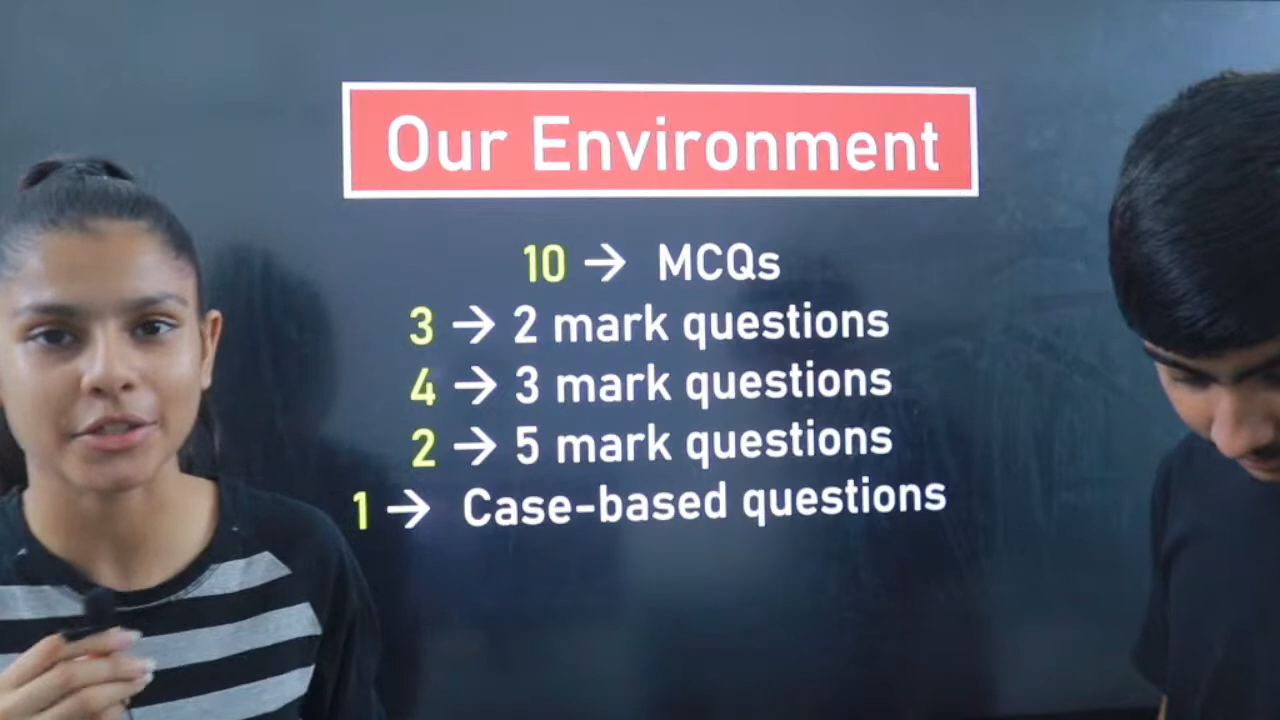 Our Environment
10 → MCQs
3 → 2 mark questions
4 → 3 mark questions
2 → 5 mark questions
1 → Case-based questions